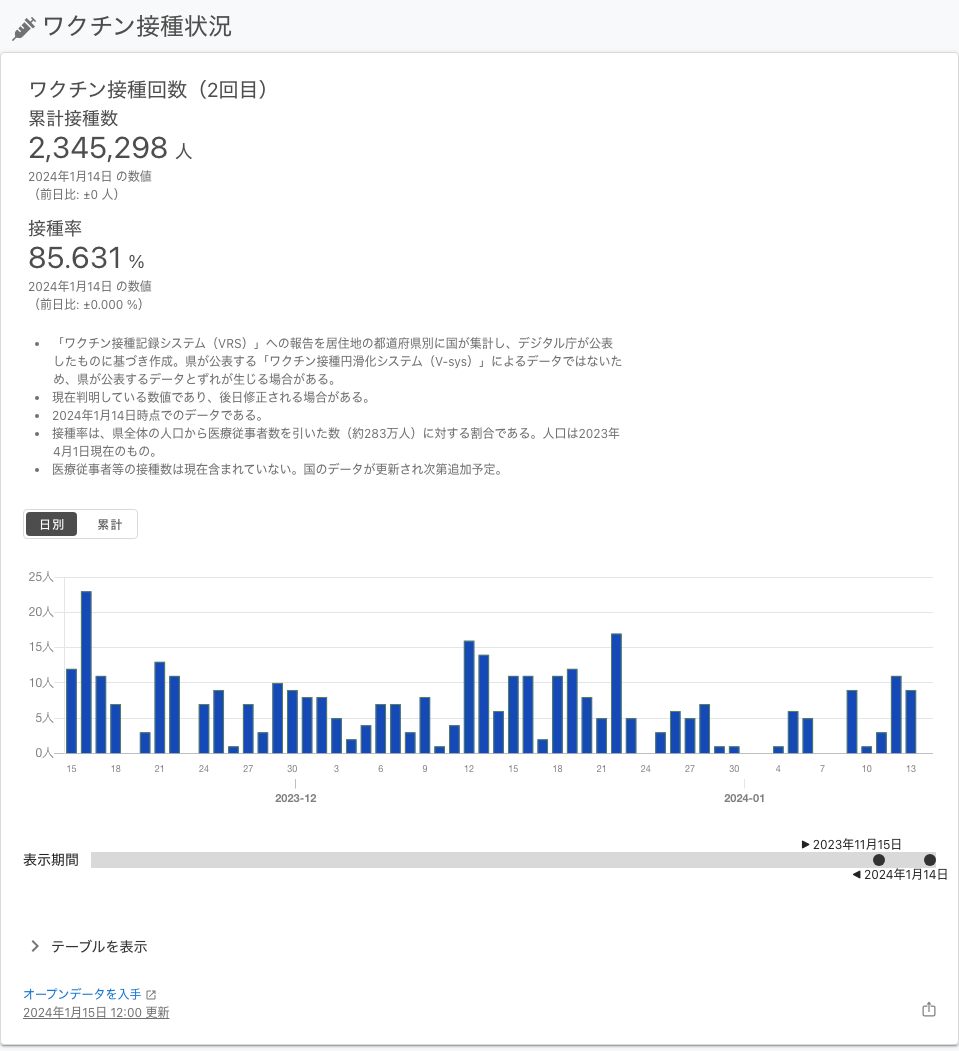 ワクチン接種状況
ワクチン接種回数（2回目）
累計接種数
2,345,298 人
2024年1月14日 の数値
（前日比: ±0 人）
接種率
85.631 %
2024年1月14日 の数値
（前日比: ±0.000 %）
• 「ワクチン接種記録システム（VRS）」への報告を居住地の都道府県別に国が集計し、デジタル庁が公表
したものに基づき作成。県が公表する「ワクチン接種円滑化システム（V-sys）」によるデータではないた
め、県が公表するデータとずれが生じる場合がある。
• 現在判明している数値であり、後日修正される場合がある。
• 2024年1月14日時点でのデータである。
• 接種率は、県全体の人口から医療従事者数を引いた数（約283万人）に対する割合である。人口は2023年
4月1日現在のもの。
• 医療従事者等の接種数は現在含まれていない。国のデータが更新され次第追加予定。
日別 累計
25人
20人
15人
10人
5人
0人
15 18 21 24 27 30 3 6 9 12 15 18 21 24 27 30 4 7 10 13
2023-12 2024-01
▶ 2023年11月15日
表示期間
◀ 2024年1月14日
テーブルを表示
オープンデータを入手
2024年1月15日 12:00 更新